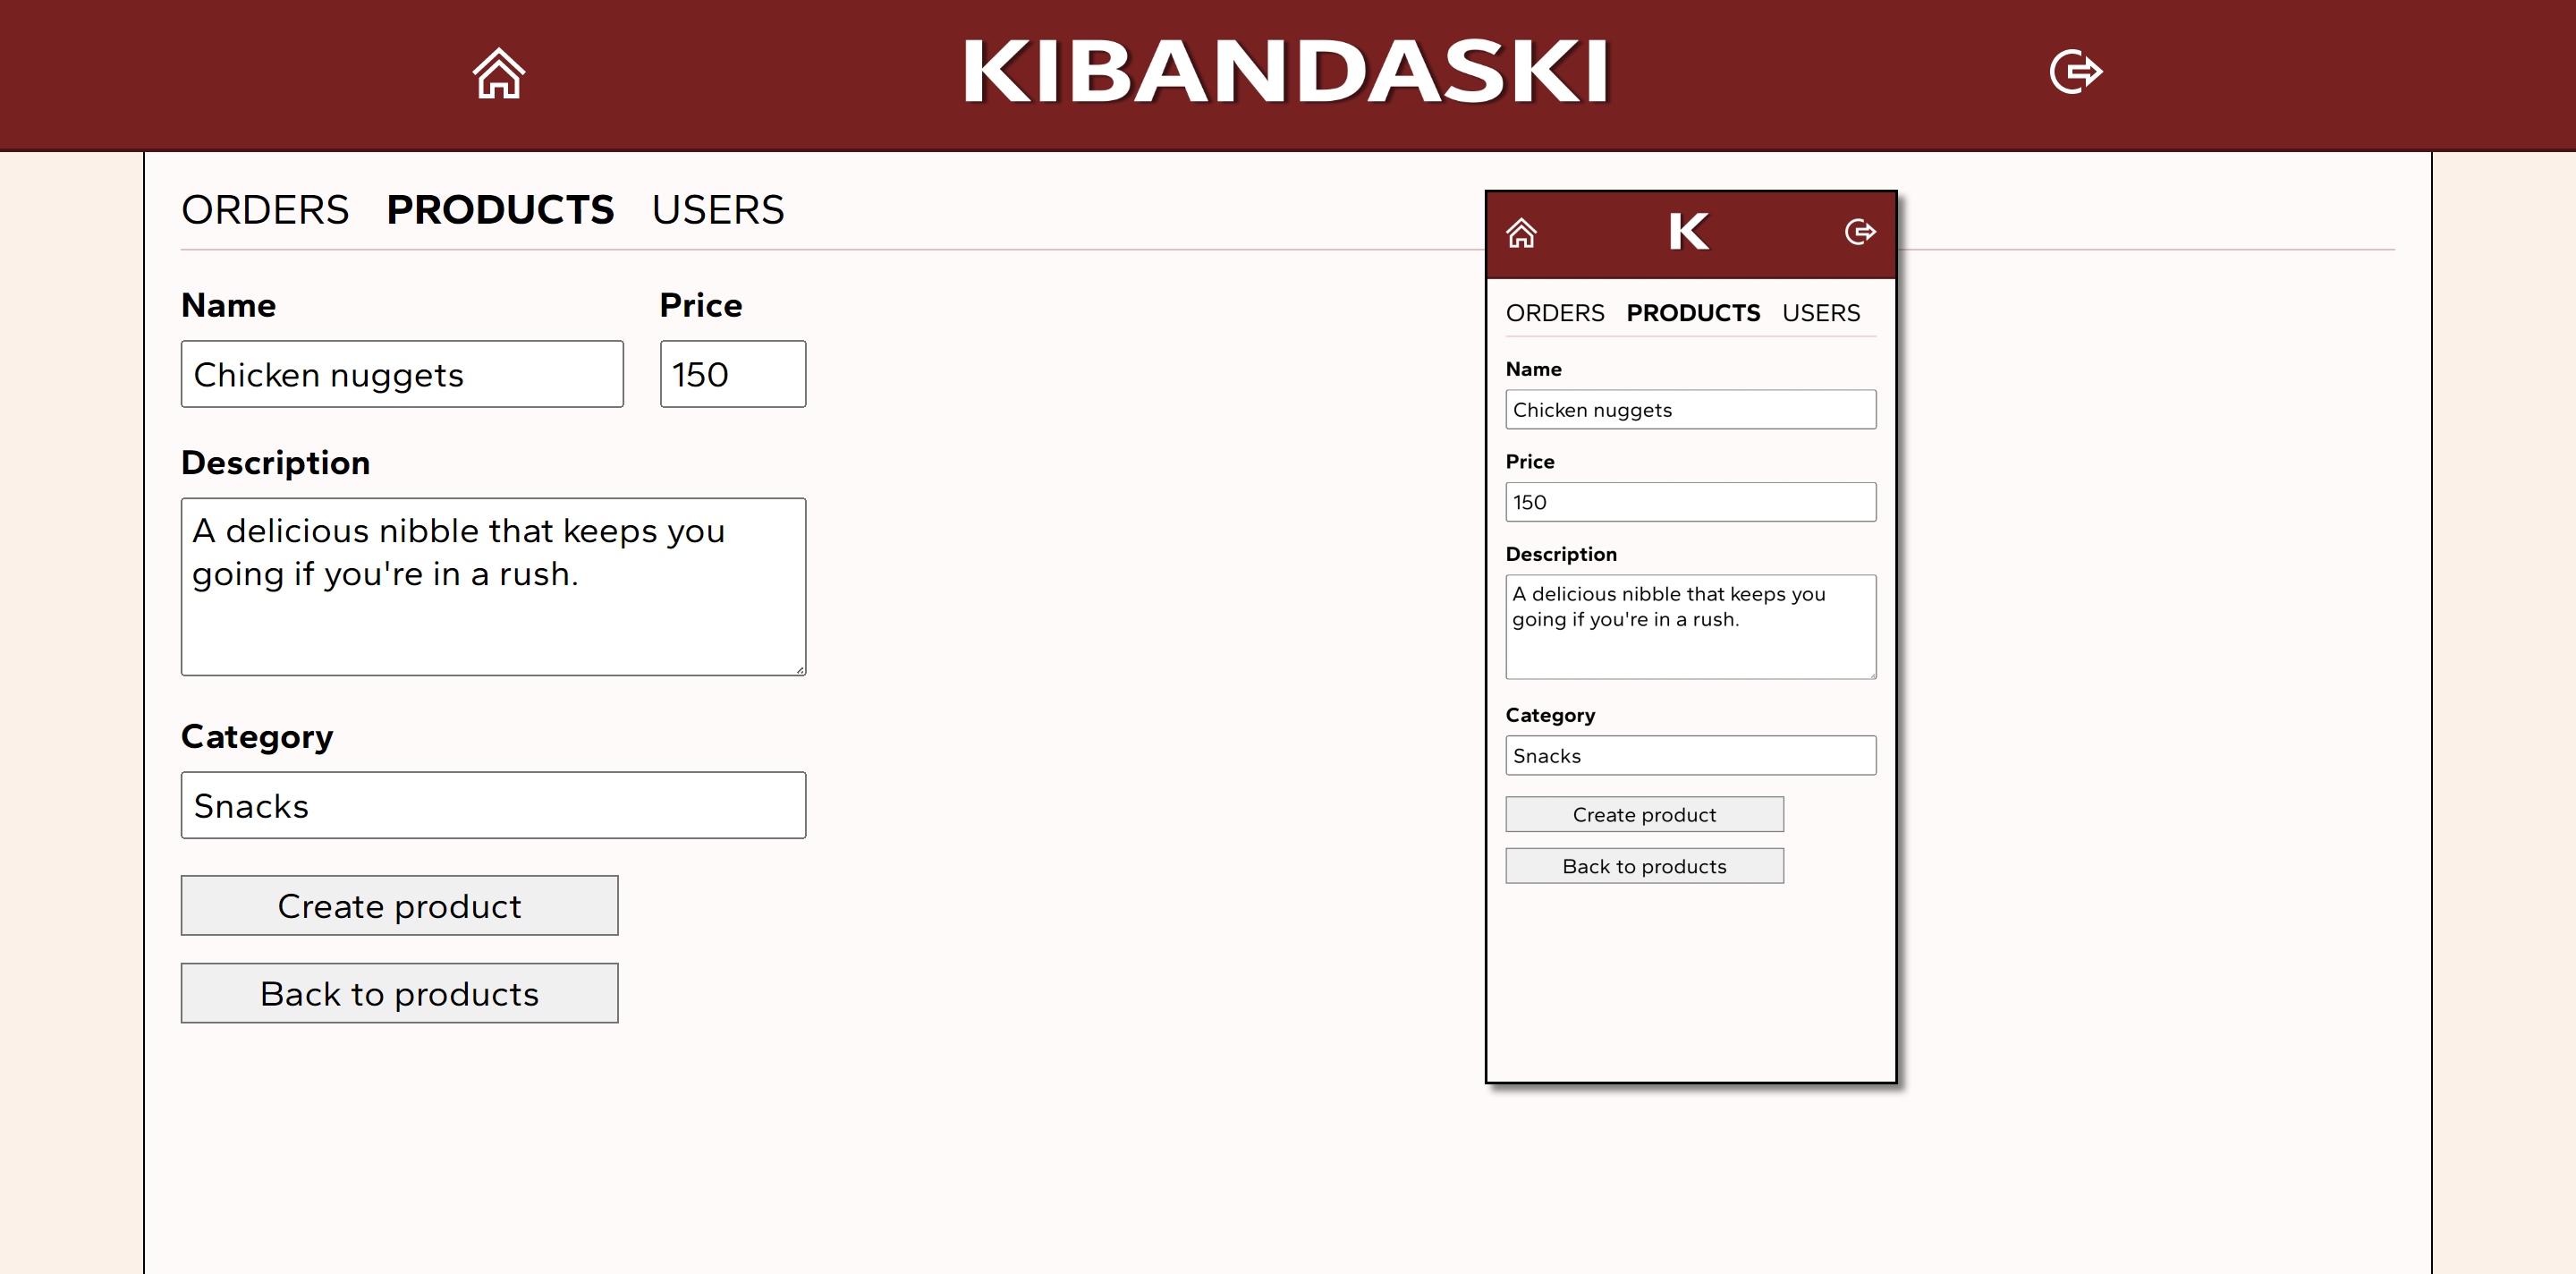 KIBANDASKI
ORDERS PRODUCTS USERS
Name Price
Chicken nuggets 150
Description
A delicious nibble that keeps you
going if you're in a rush.
Category
Snacks
Create product
Back to products
K
ORDERS PRODUCTS USERS
Name
Chicken nuggets
Price
150
Description
A delicious nibble that keeps you
going if you're in a rush.
Category
Snacks
Create product
Back to products